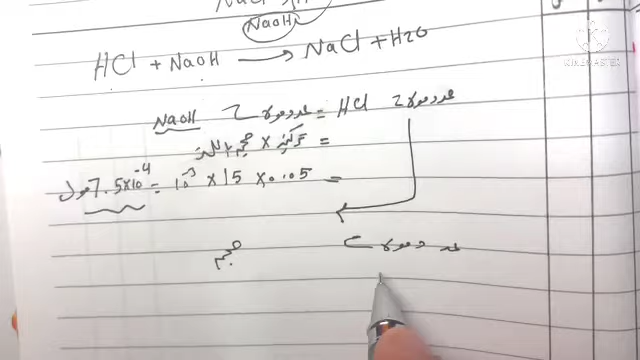 NaOH
HCl + NaOH → NaCl + H2O
عدد مولات HCl = عدد مولات NaOH
= تركيز × حجم باللتر
= 0.05 × 15 × 10⁻³ = 7.5×10⁻⁴ مول
عدد مولات حجم
KINEMASTER